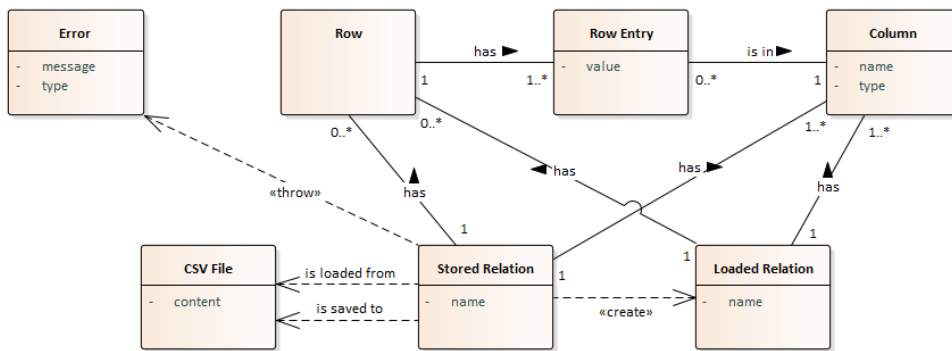 Error
- message
- type
Row
has
1
1..*
Row Entry
- value
is in
0..*
1
Column
- name
- type
0..*
0..*
1..*
1..*
«throw»
has
has
has
has
1
1
1
1
CSV File
- content
is loaded from
is saved to
Stored Relation
- name
«create»
Loaded Relation
- name